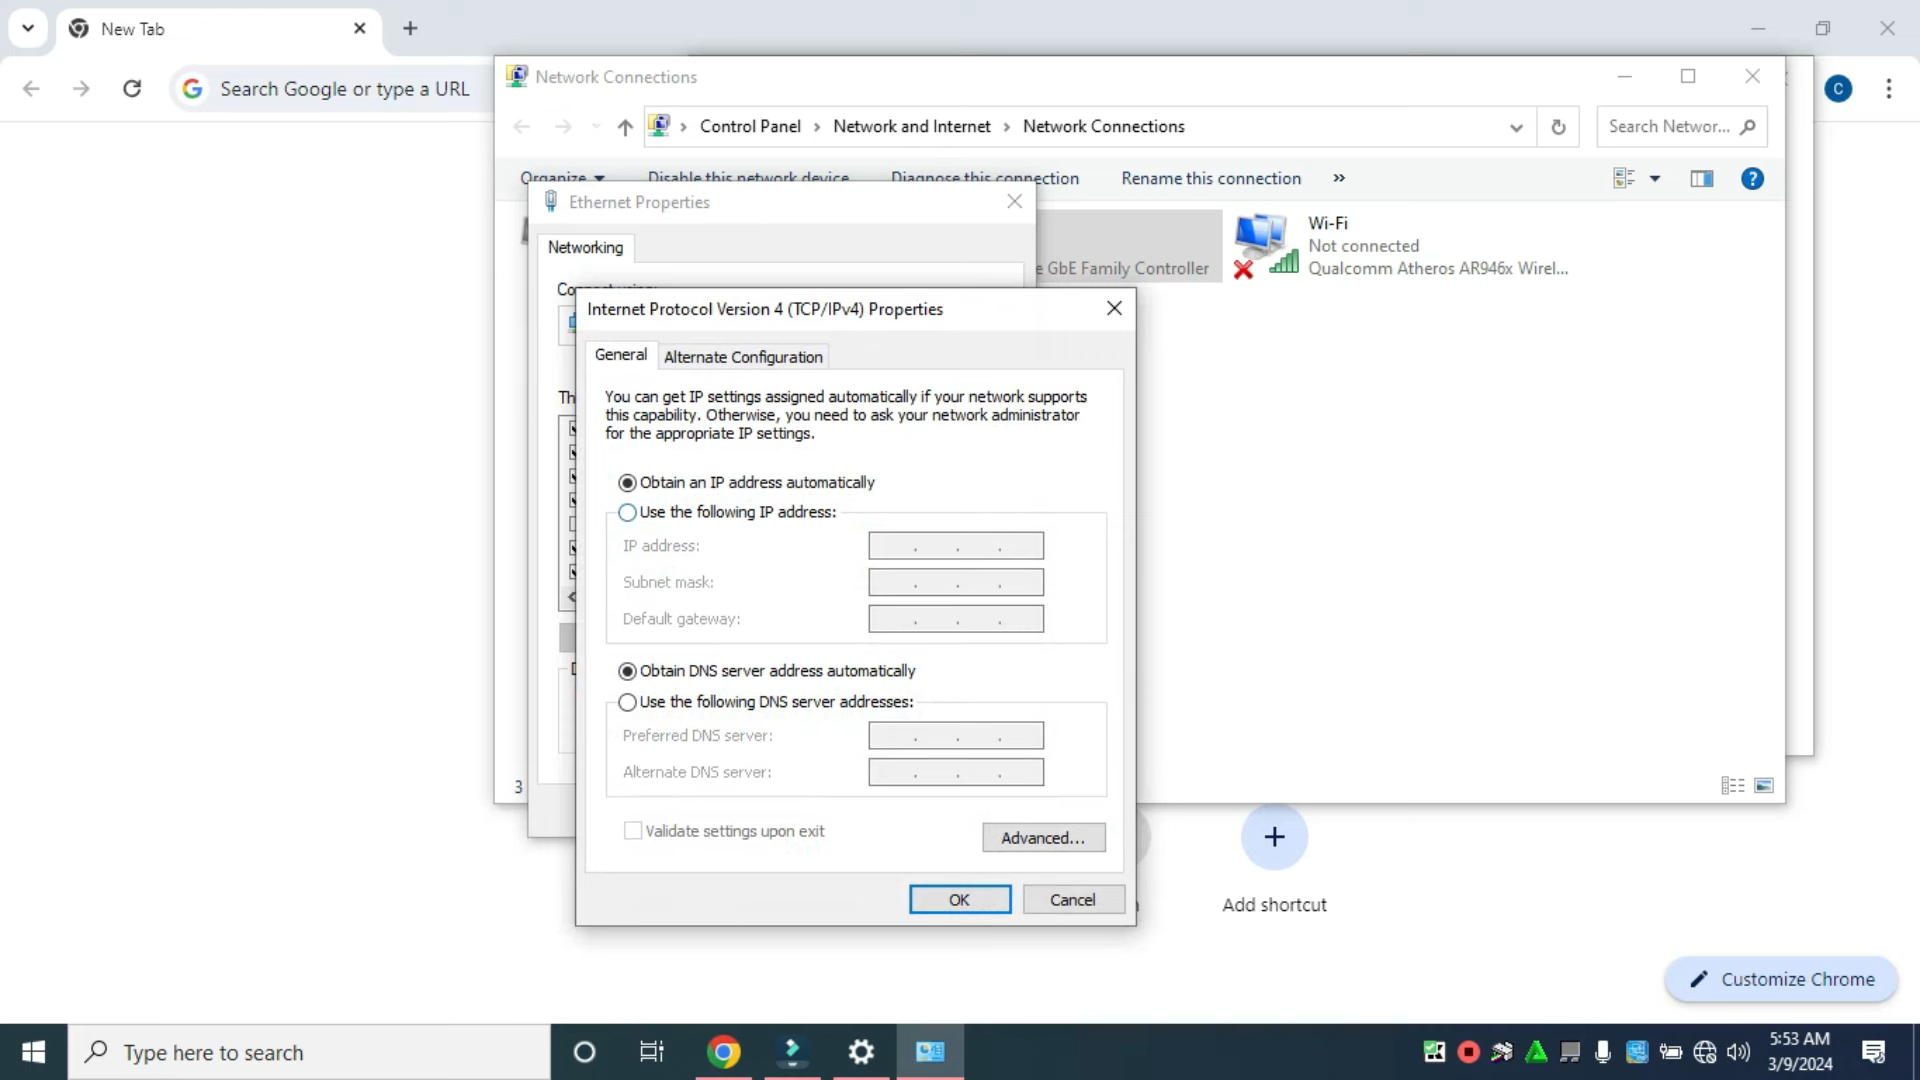 New Tab
Search Google or type a URL
C
Network Connections
Control Panel > Network and Internet > Network Connections
Search Networ...
Organize
Disable this network device
Diagnose this connection
Rename this connection
»
?
Ethernet Properties
Networking
e GbE Family Controller
Wi-Fi
Not connected
Qualcomm Atheros AR946x Wirel...
Connect using:
Internet Protocol Version 4 (TCP/IPv4) Properties
General
Alternate Configuration
You can get IP settings assigned automatically if your network supports
this capability. Otherwise, you need to ask your network administrator
for the appropriate IP settings.
Th
Obtain an IP address automatically
Use the following IP address:
IP address:
. . .
Subnet mask:
. . .
Default gateway:
. . .
Obtain DNS server address automatically
Use the following DNS server addresses:
Preferred DNS server:
. . .
Alternate DNS server:
. . .
3
Validate settings upon exit
Advanced...
OK
Cancel
Add shortcut
Customize Chrome
Type here to search
5:53 AM
3/9/2024